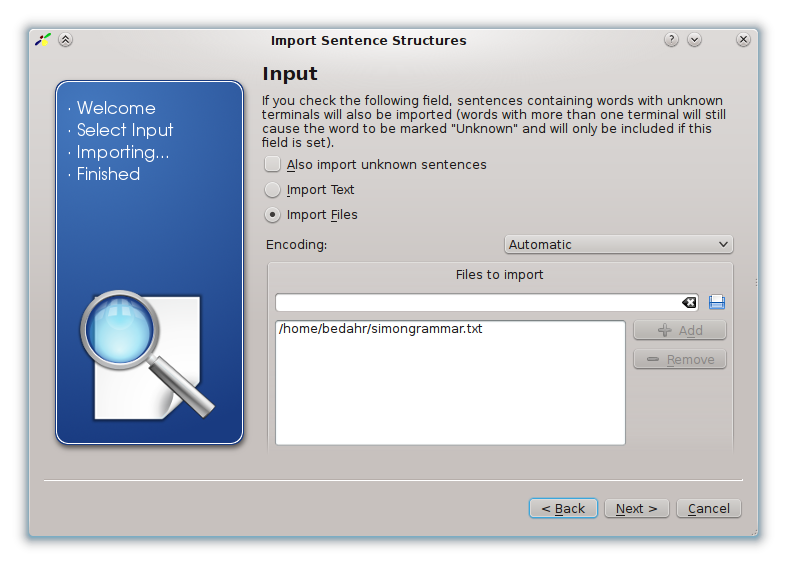 Import Sentence Structures
· Welcome
· Select Input
· Importing...
· Finished
Input
If you check the following field, sentences containing words with unknown
terminals will also be imported (words with more than one terminal will still
cause the word to be marked "Unknown" and will only be included if this
field is set).
Also import unknown sentences
Import Text
Import Files
Encoding:
Automatic
Files to import
/home/bedahr/simongrammar.txt
Add
Remove
< Back
Next >
Cancel